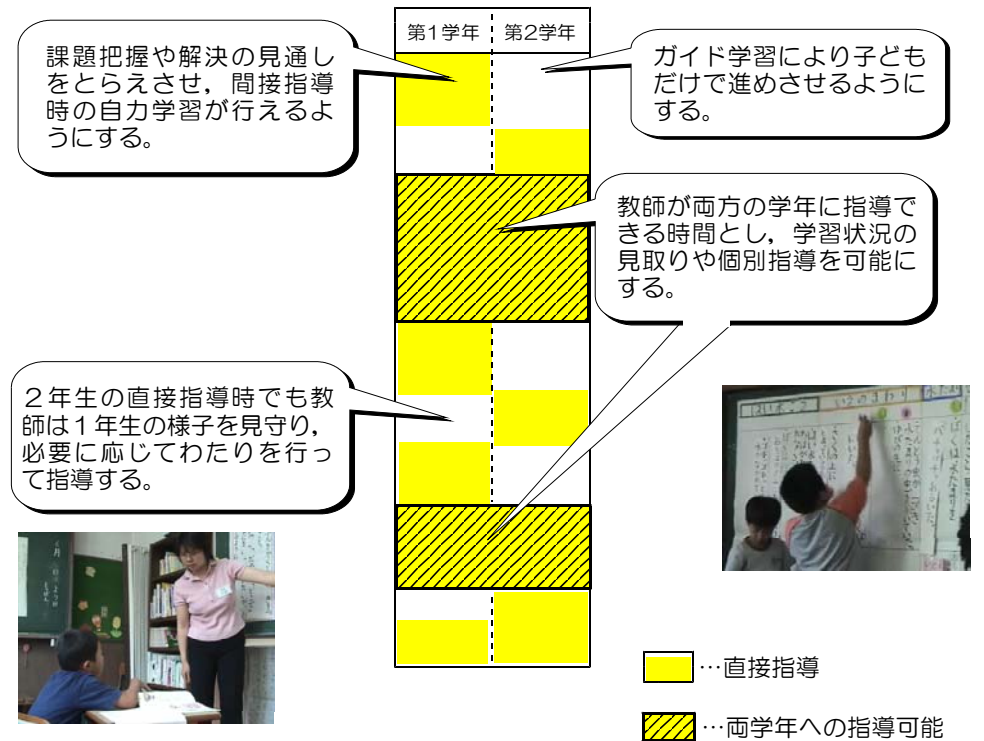 第1学年 第2学年
課題把握や解決の見通し
をとらえさせ，間接指導
時の自力学習が行えるよ
うにする。
ガイド学習により子ども
だけで進めさせるように
する。
教師が両方の学年に指導で
きる時間とし，学習状況の
見取りや個別指導を可能に
する。
２年生の直接指導時でも教
師は１年生の様子を見守り，
必要に応じてわたりを行っ
て指導する。
…直接指導
…両学年への指導可能